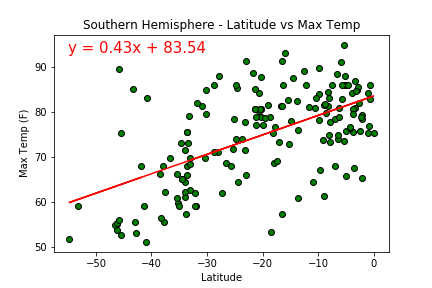 Southern Hemisphere - Latitude vs Max Temp
y = 0.43x + 83.54
90
80
70
60
50
Max Temp (F)
−50
−40
−30
−20
−10
0
Latitude